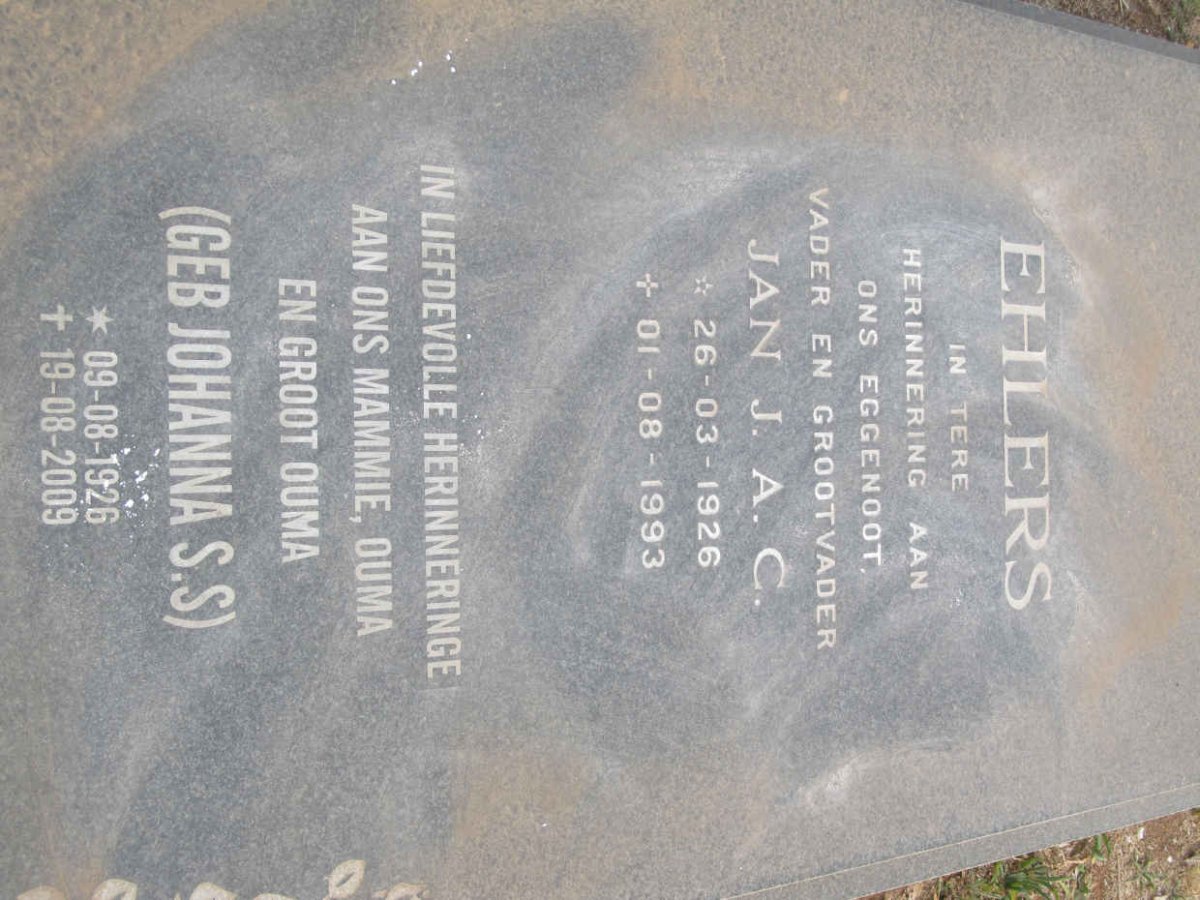 EHLERS
IN TERE
HERINNERING AAN
ONS EGGENOOT,
VADER EN GROOTVADER
JAN J. A. C.
☆ 26-03-1926
✝ 01-08-1993
IN LIEFDEVOLLE HERINNERINGE
AAN ONS MAMMIE, OUMA
EN GROOT OUMA
(GEB JOHANNA S.S)
★ 09-08-1926
✝ 19-08-2009